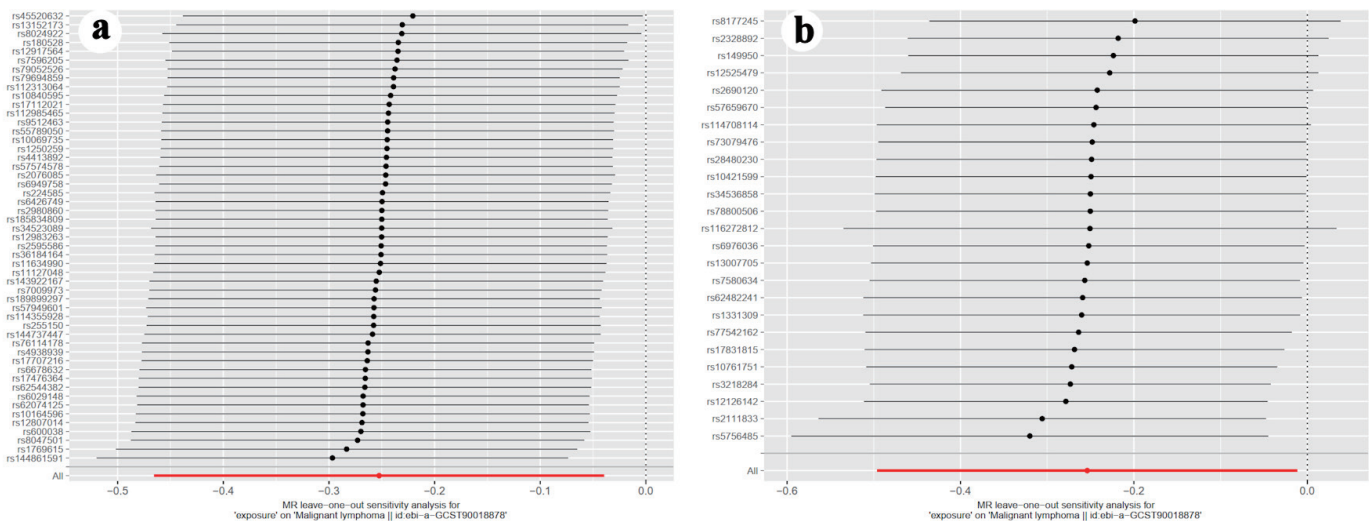 a
rs45520632
rs13152173
rs8024922
rs180528
rs12917564
rs7596205
rs79052526
rs79694859
rs112313064
rs10840595
rs17112021
rs112985465
rs9512463
rs55789050
rs10069735
rs1250259
rs4413892
rs57574578
rs2076085
rs6949758
rs224585
rs6426749
rs2980860
rs185834809
rs34523089
rs12983263
rs2595586
rs36184164
rs11634990
rs11127048
rs143922167
rs7009973
rs189899297
rs57949601
rs114355928
rs255150
rs144737447
rs76114178
rs4938939
rs17707216
rs6678632
rs17476364
rs62544382
rs6029148
rs62074125
rs10164596
rs12807014
rs600038
rs8047501
rs1769615
rs144861591
All
−0.5 −0.4 −0.3 −0.2 −0.1 0.0
MR leave−one−out sensitivity analysis for
'exposure' on 'Malignant lymphoma || id:ebi−a−GCST90018878'
b
rs8177245
rs2328892
rs149950
rs12525479
rs2690120
rs57659670
rs114708114
rs73079476
rs28480230
rs10421599
rs34536858
rs78800506
rs116272812
rs6976036
rs13007705
rs7580634
rs62482241
rs1331309
rs77542162
rs17831815
rs10761751
rs3218284
rs12126142
rs2111833
rs5756485
All
−0.6 −0.4 −0.2 0.0
MR leave−one−out sensitivity analysis for
'exposure' on 'Malignant lymphoma || id:ebi−a−GCST90018878'